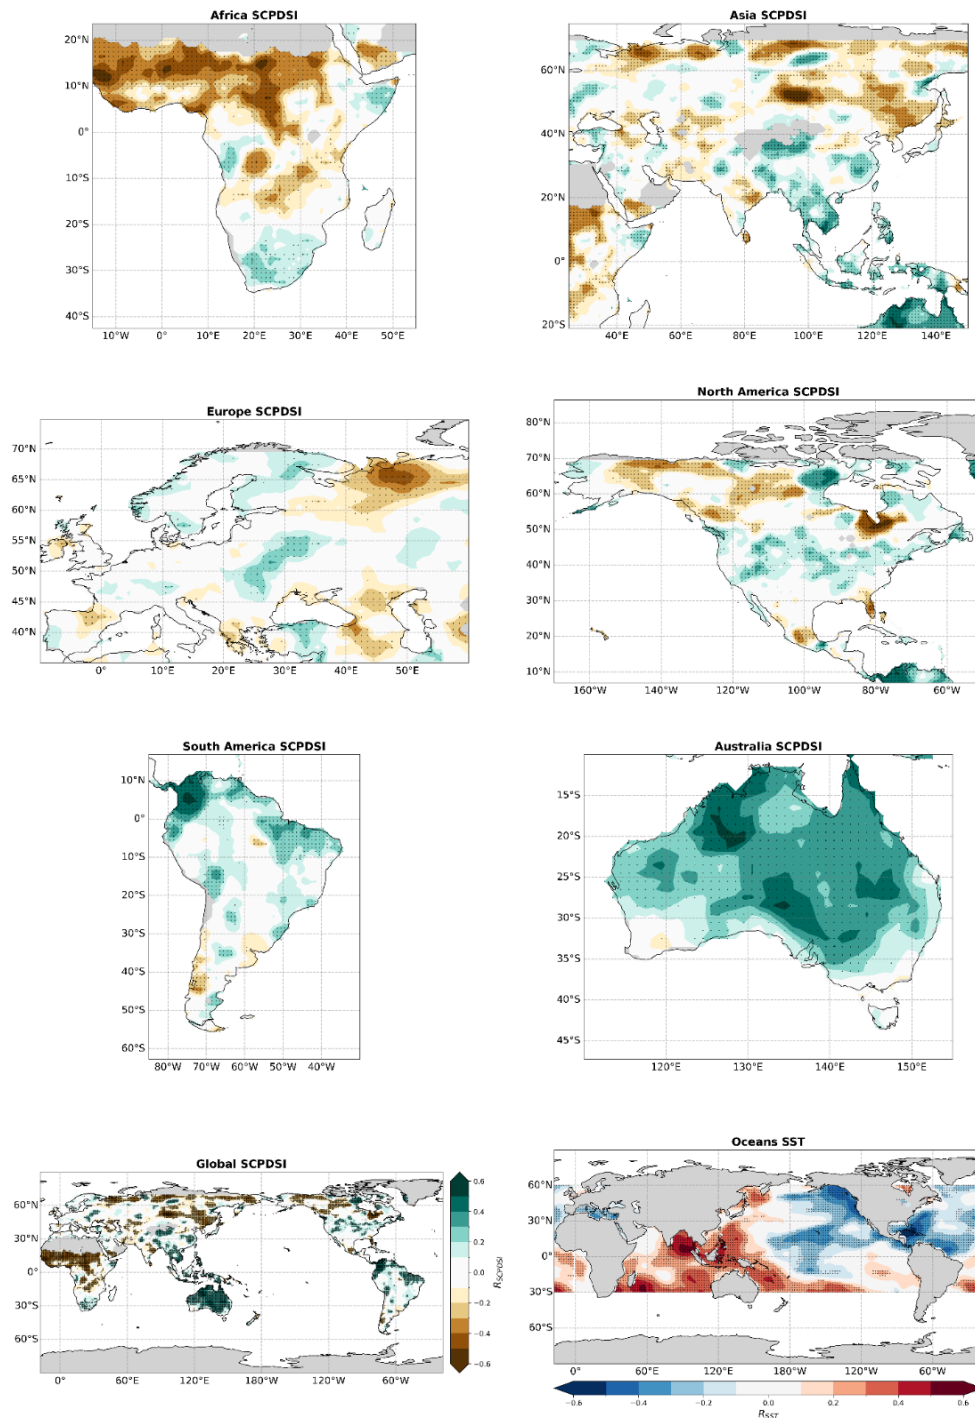 Africa SCPDSI
20°N
10°N
0°
10°S
20°S
30°S
40°S
10°W 0° 10°E 20°E 30°E 40°E 50°E
Asia SCPDSI
60°N
40°N
20°N
0°
20°S
40°E 60°E 80°E 100°E 120°E 140°E
Europe SCPDSI
70°N
65°N
60°N
55°N
50°N
45°N
40°N
0° 10°E 20°E 30°E 40°E 50°E
North America SCPDSI
80°N
70°N
60°N
50°N
40°N
30°N
20°N
10°N
160°W 140°W 120°W 100°W 80°W 60°W
South America SCPDSI
10°N
0°
10°S
20°S
30°S
40°S
50°S
60°S
80°W 70°W 60°W 50°W 40°W
Australia SCPDSI
15°S
20°S
25°S
30°S
35°S
40°S
45°S
120°E 130°E 140°E 150°E
Global SCPDSI
60°N
30°N
0°
30°S
60°S
0° 60°E 120°E 180° 120°W 60°W
0.6
0.4
0.2
0.0
−0.2
−0.4
−0.6
RSCPDSI
Oceans SST
60°N
30°N
0°
30°S
60°S
0° 60°E 120°E 180° 120°W 60°W
−0.6 −0.4 −0.2 0.0 0.2 0.4 0.6
RSST